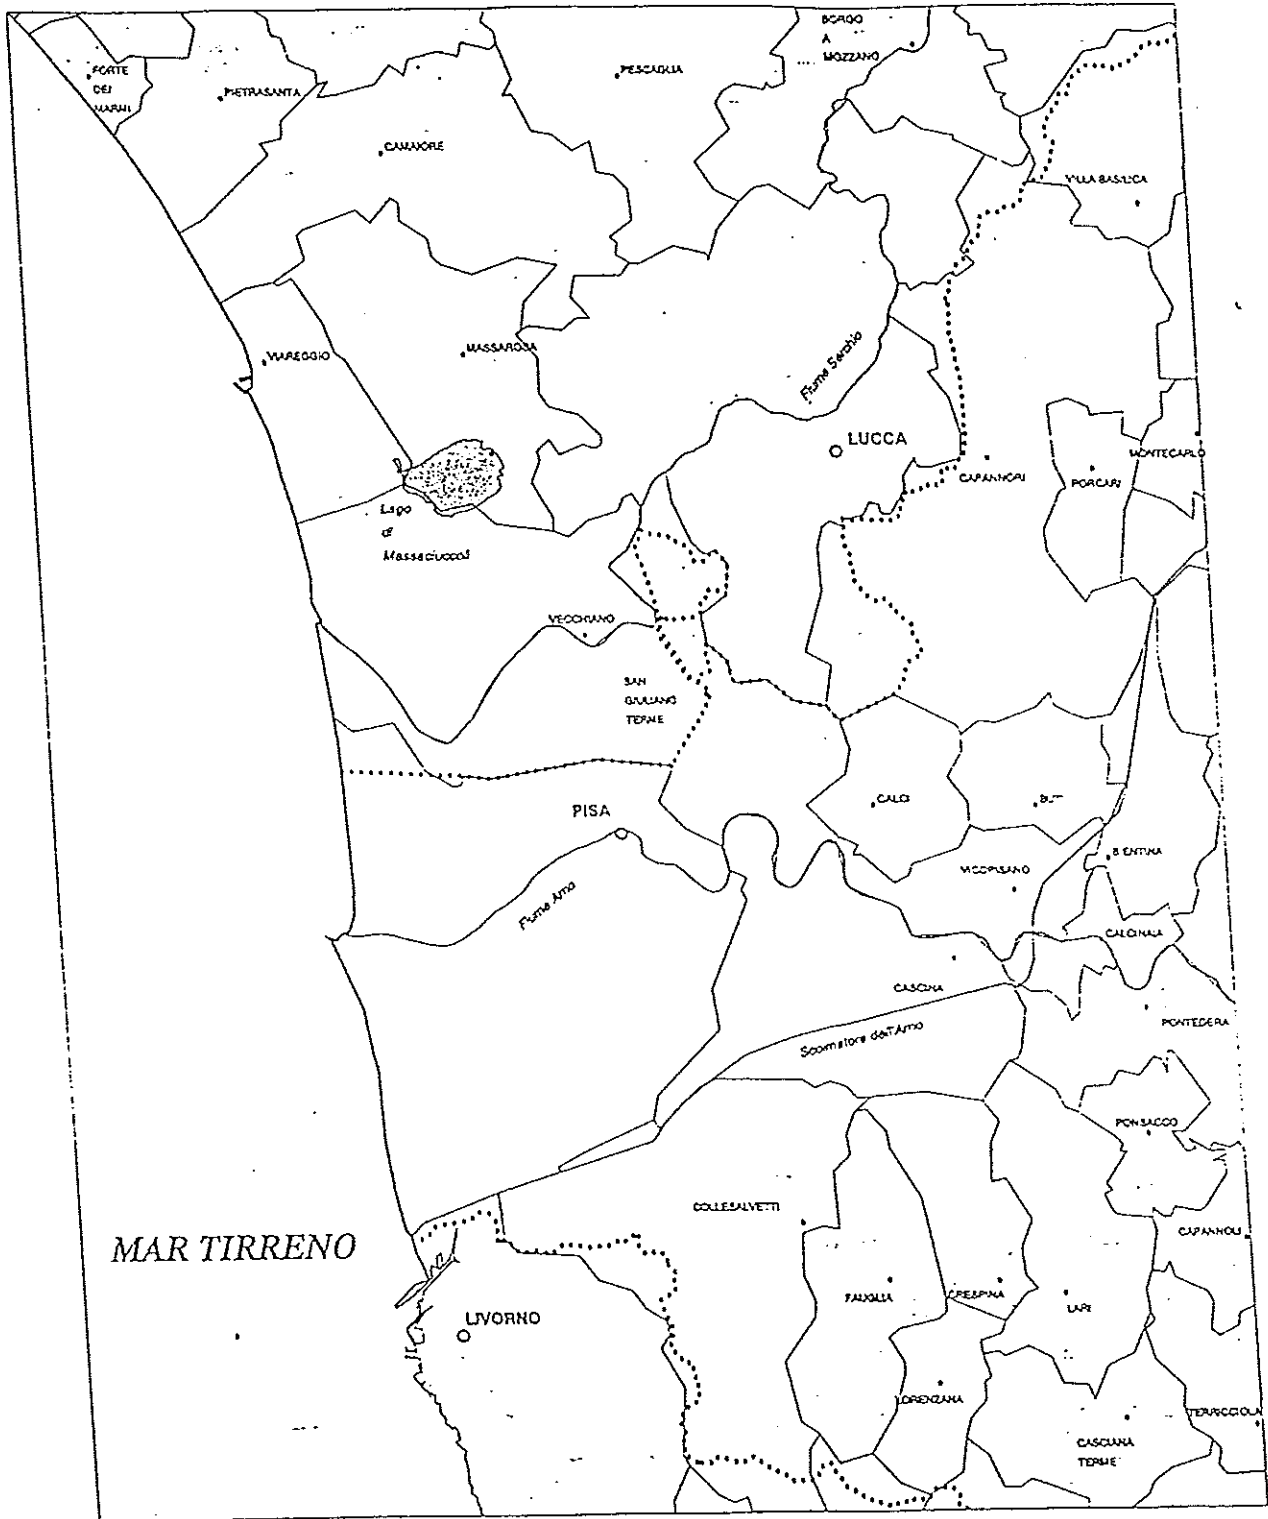 BORGO
A
MOZZANO
FORTE
DEI
MARMI
PIETRASANTA
PESCAGLIA
CAMAIORE
VILLA BASILICA
VIAREGGIO
MASSAROSA
Fiume Serchio
LUCCA
CAPANNORI
PORCARI
MONTECARLO
Lago
di
Massaciuccoli
VECCHIANO
SAN
GIULIANO
TERME
PISA
CALCI
BUTI
BIENTINA
VICOPISANO
Fiume Arno
CALCINAIA
CASCINA
PONTEDERA
Scolmatore dell'Arno
PONSACCO
COLLESALVETTI
CAPANNOLI
MAR TIRRENO
FAUGLIA
CRESPINA
LARI
LIVORNO
LORENZANA
TERRICCIOLA
CASCIANA
TERME